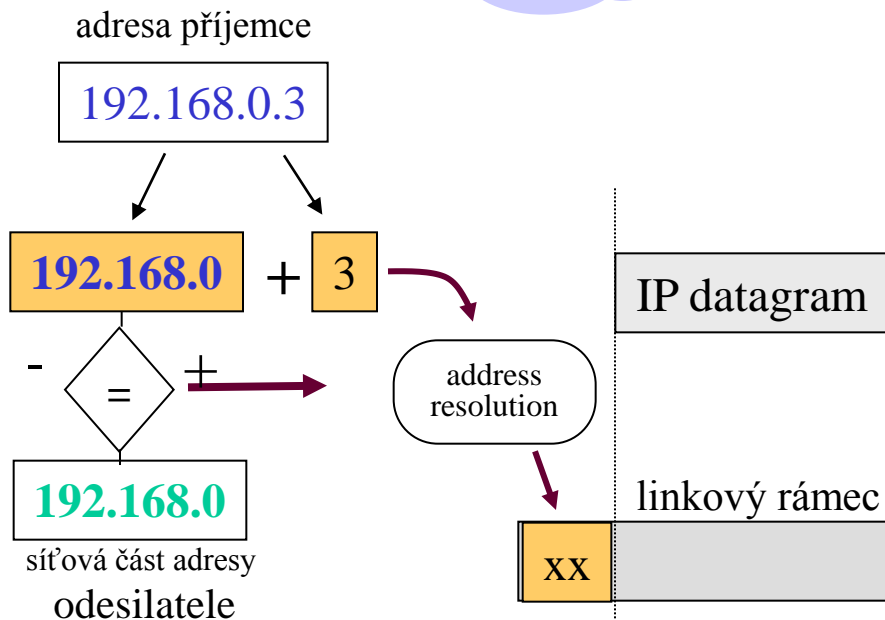 adresa příjemce
192.168.0.3
192.168.0 + 3
IP datagram
- = +
address
resolution
192.168.0
síťová část adresy
odesilatele
linkový rámec
xx